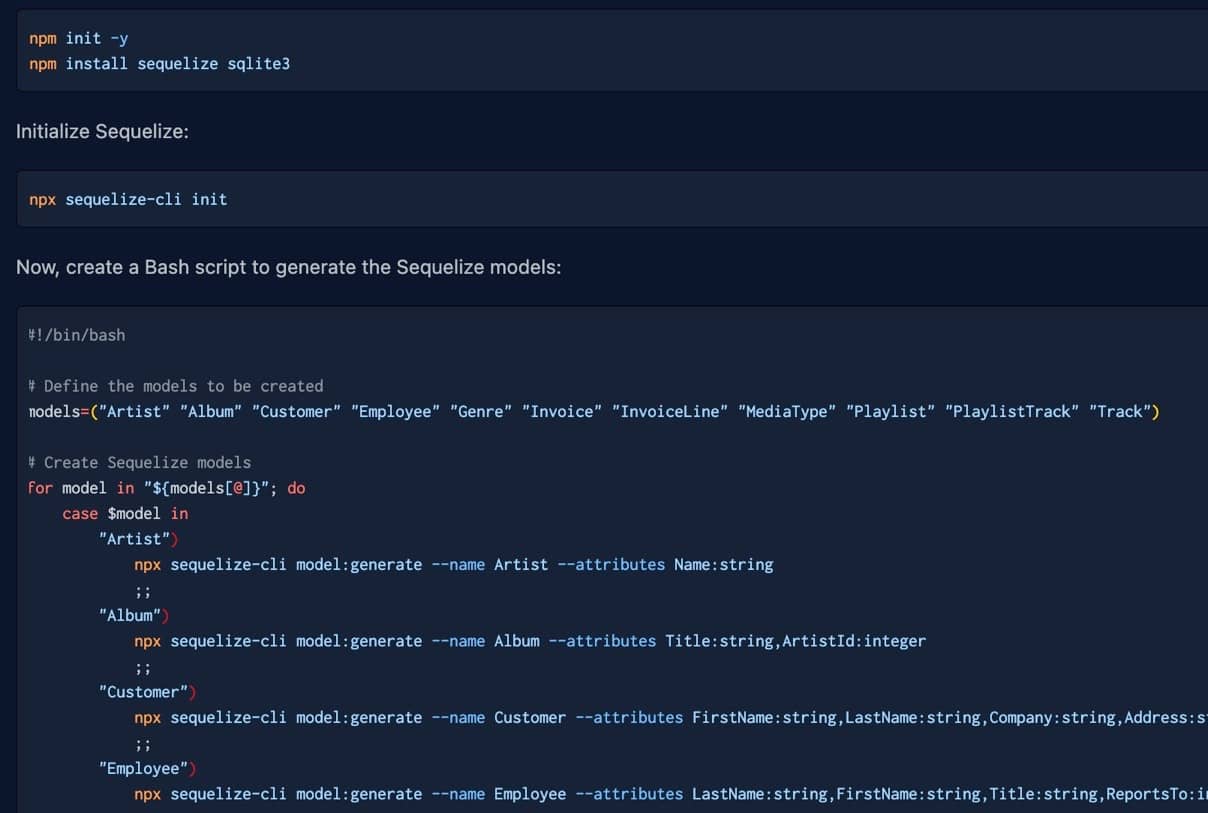 npm init -y
npm install sequelize sqlite3
Initialize Sequelize:
npx sequelize-cli init
Now, create a Bash script to generate the Sequelize models:
#!/bin/bash
# Define the models to be created
models=("Artist" "Album" "Customer" "Employee" "Genre" "Invoice" "InvoiceLine" "MediaType" "Playlist" "PlaylistTrack" "Track")
# Create Sequelize models
for model in "${models[@]}"; do
case $model in
"Artist")
npx sequelize-cli model:generate --name Artist --attributes Name:string
;;
"Album")
npx sequelize-cli model:generate --name Album --attributes Title:string,ArtistId:integer
;;
"Customer")
npx sequelize-cli model:generate --name Customer --attributes FirstName:string,LastName:string,Company:string,Address:st
;;
"Employee")
npx sequelize-cli model:generate --name Employee --attributes LastName:string,FirstName:string,Title:string,ReportsTo:in